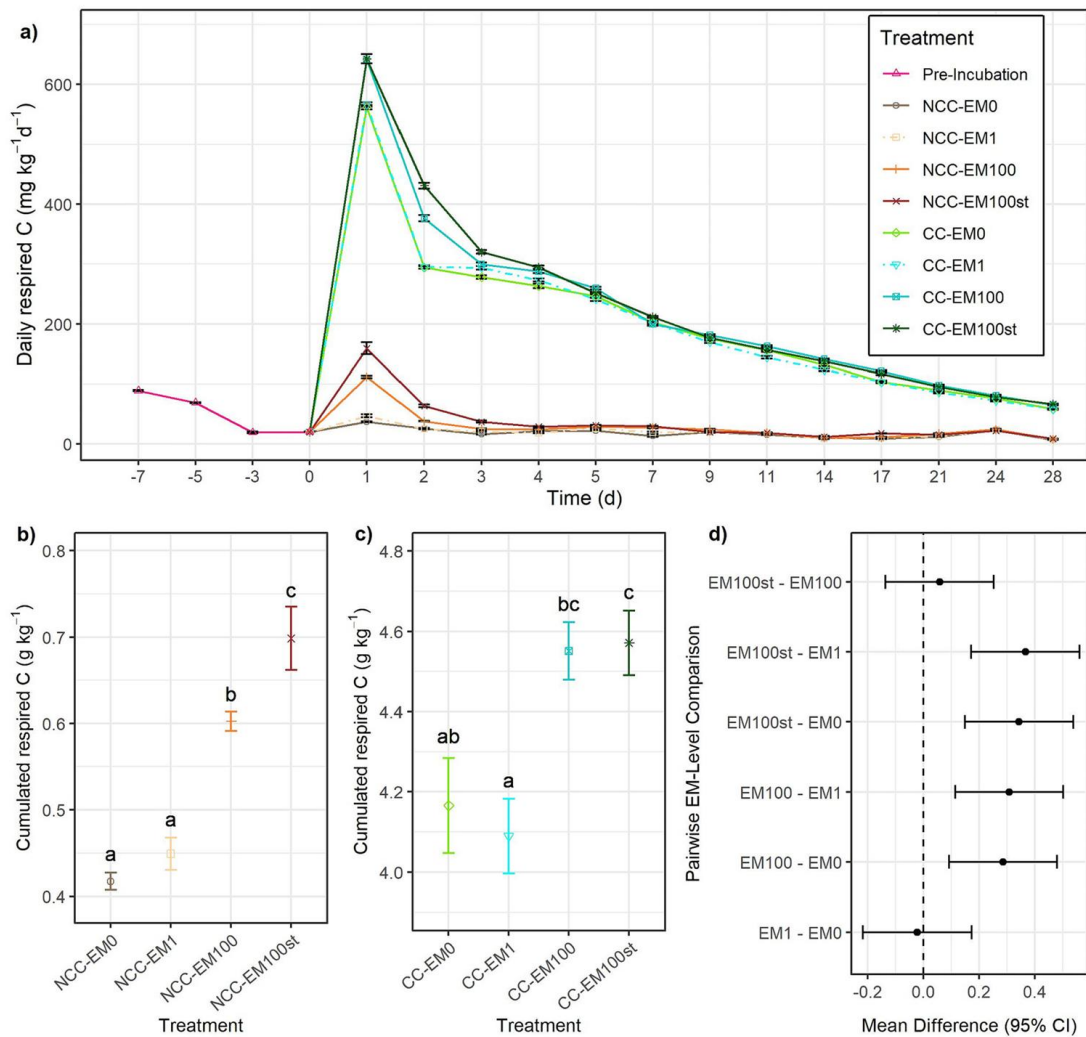 a)
Daily respired C (mg kg⁻¹d⁻¹)
600
400
200
0
-7 -5 -3 0 1 2 3 4 5 7 9 11 14 17 21 24 28
Time (d)
Treatment
Pre-Incubation
NCC-EM0
NCC-EM1
NCC-EM100
NCC-EM100st
CC-EM0
CC-EM1
CC-EM100
CC-EM100st
b)
Cumulated respired C (g kg⁻¹)
0.8
0.7
0.6
0.5
0.4
a
a
b
c
NCC-EM0
NCC-EM1
NCC-EM100
NCC-EM100st
Treatment
c)
Cumulated respired C (g kg⁻¹)
4.8
4.6
4.4
4.2
4.0
ab
a
bc
c
CC-EM0
CC-EM1
CC-EM100
CC-EM100st
Treatment
d)
Pairwise EM-Level Comparison
EM100st - EM100
EM100st - EM1
EM100st - EM0
EM100 - EM1
EM100 - EM0
EM1 - EM0
-0.2 0.0 0.2 0.4
Mean Difference (95% CI)